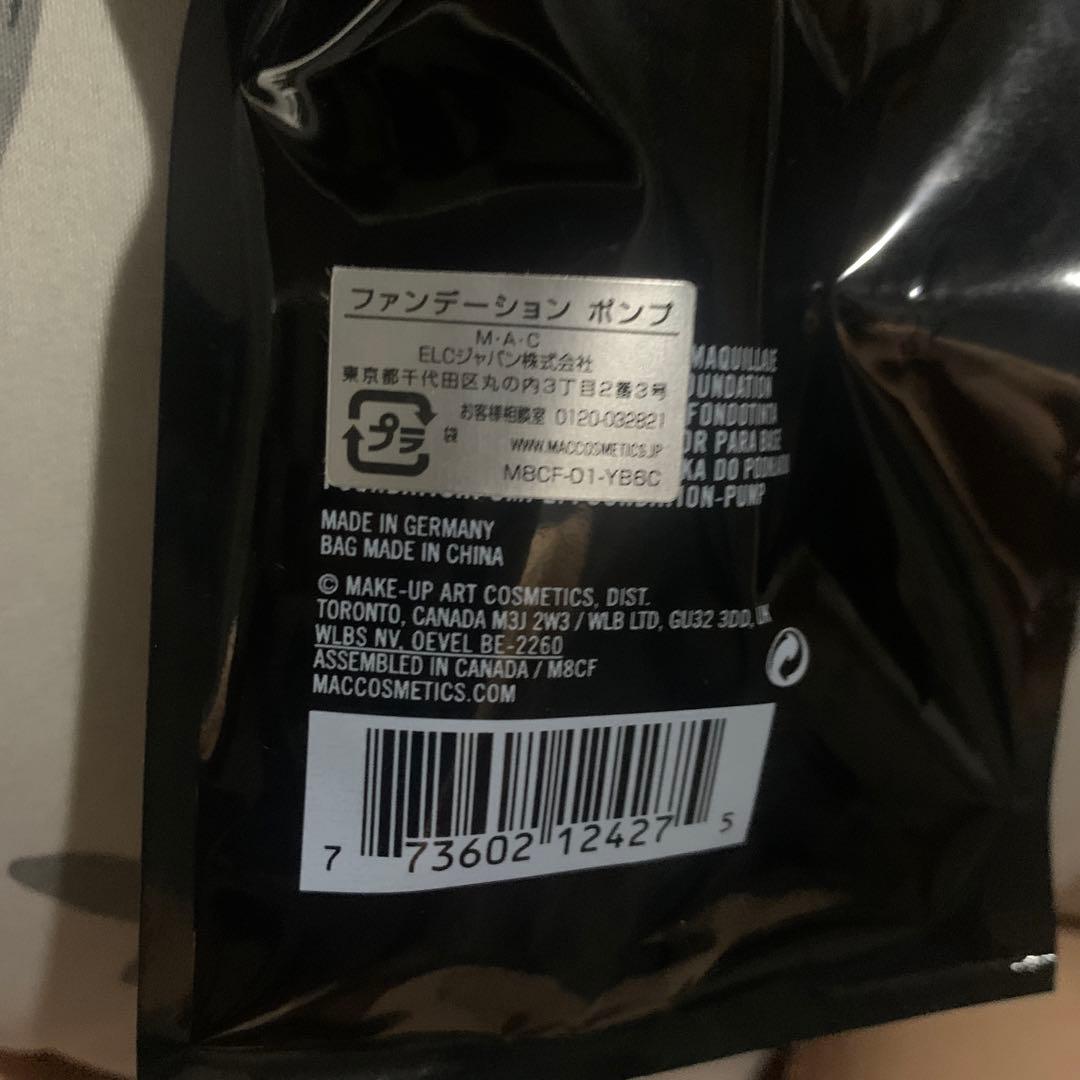 ファンデーション ポンプ
M・A・C
ELCジャパン株式会社
東京都千代田区丸の内3丁目2番3号
お客様相談室 0120-032821
プラ 袋
WWW.MACCOSMETICS.JP
M8CF-01-YB8C
MAQUILLAGE
FOUNDATION
FONDOTINTA
PARA BASE
DO
-PUMP
MADE IN GERMANY
BAG MADE IN CHINA
© MAKE-UP ART COSMETICS, DIST.
TORONTO, CANADA M3J 2W3 / WLB LTD, GU32 3DD, UK
WLBS NV, OEVEL BE-2260
ASSEMBLED IN CANADA / M8CF
MACCOSMETICS.COM
7 73602 12427 5